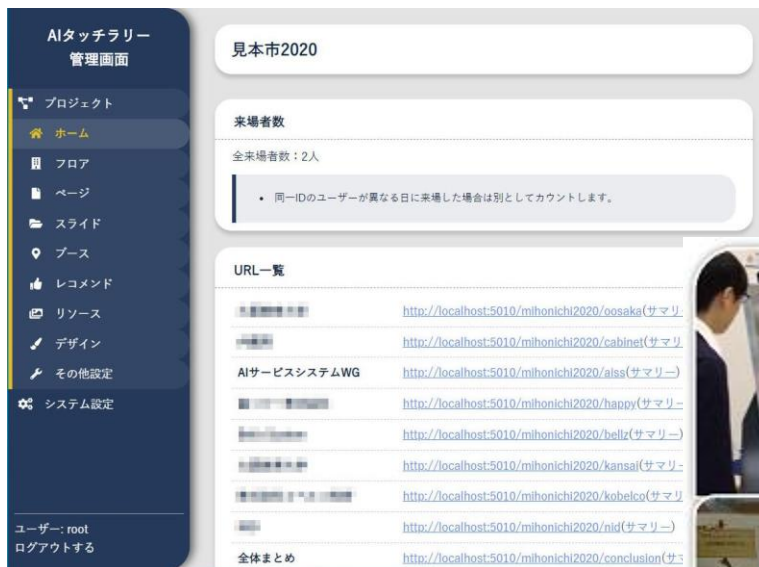 AIタッチラリー
管理画面
プロジェクト
ホーム
フロア
ページ
スライド
ブース
レコメンド
リソース
デザイン
その他設定
システム設定
ユーザー: root
ログアウトする
見本市2020
来場者数
全来場者数：2人
• 同一IDのユーザーが異なる日に来場した場合は別としてカウントします。
URL一覧
http://localhost:5010/mihonichi2020/oosaka(サマリー
http://localhost:5010/mihonichi2020/cabinet(サマリ
AIサービスシステムWG http://localhost:5010/mihonichi2020/aiss(サマリー)
http://localhost:5010/mihonichi2020/happy(サマリー
http://localhost:5010/mihonichi2020/bellz(サマリー)
http://localhost:5010/mihonichi2020/kansai(サマリー
http://localhost:5010/mihonichi2020/kobelco(サマリ
http://localhost:5010/mihonichi2020/nid(サマリー)
全体まとめ http://localhost:5010/mihonichi2020/conclusion(サマ